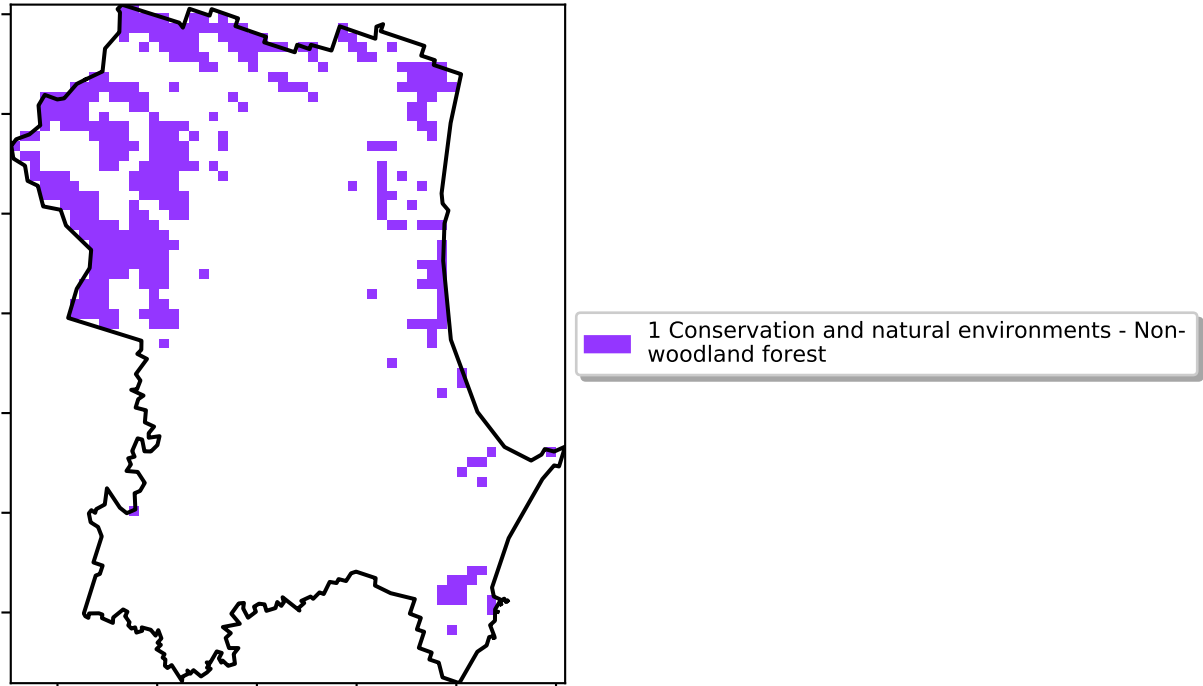 1 Conservation and natural environments - Non-
woodland forest